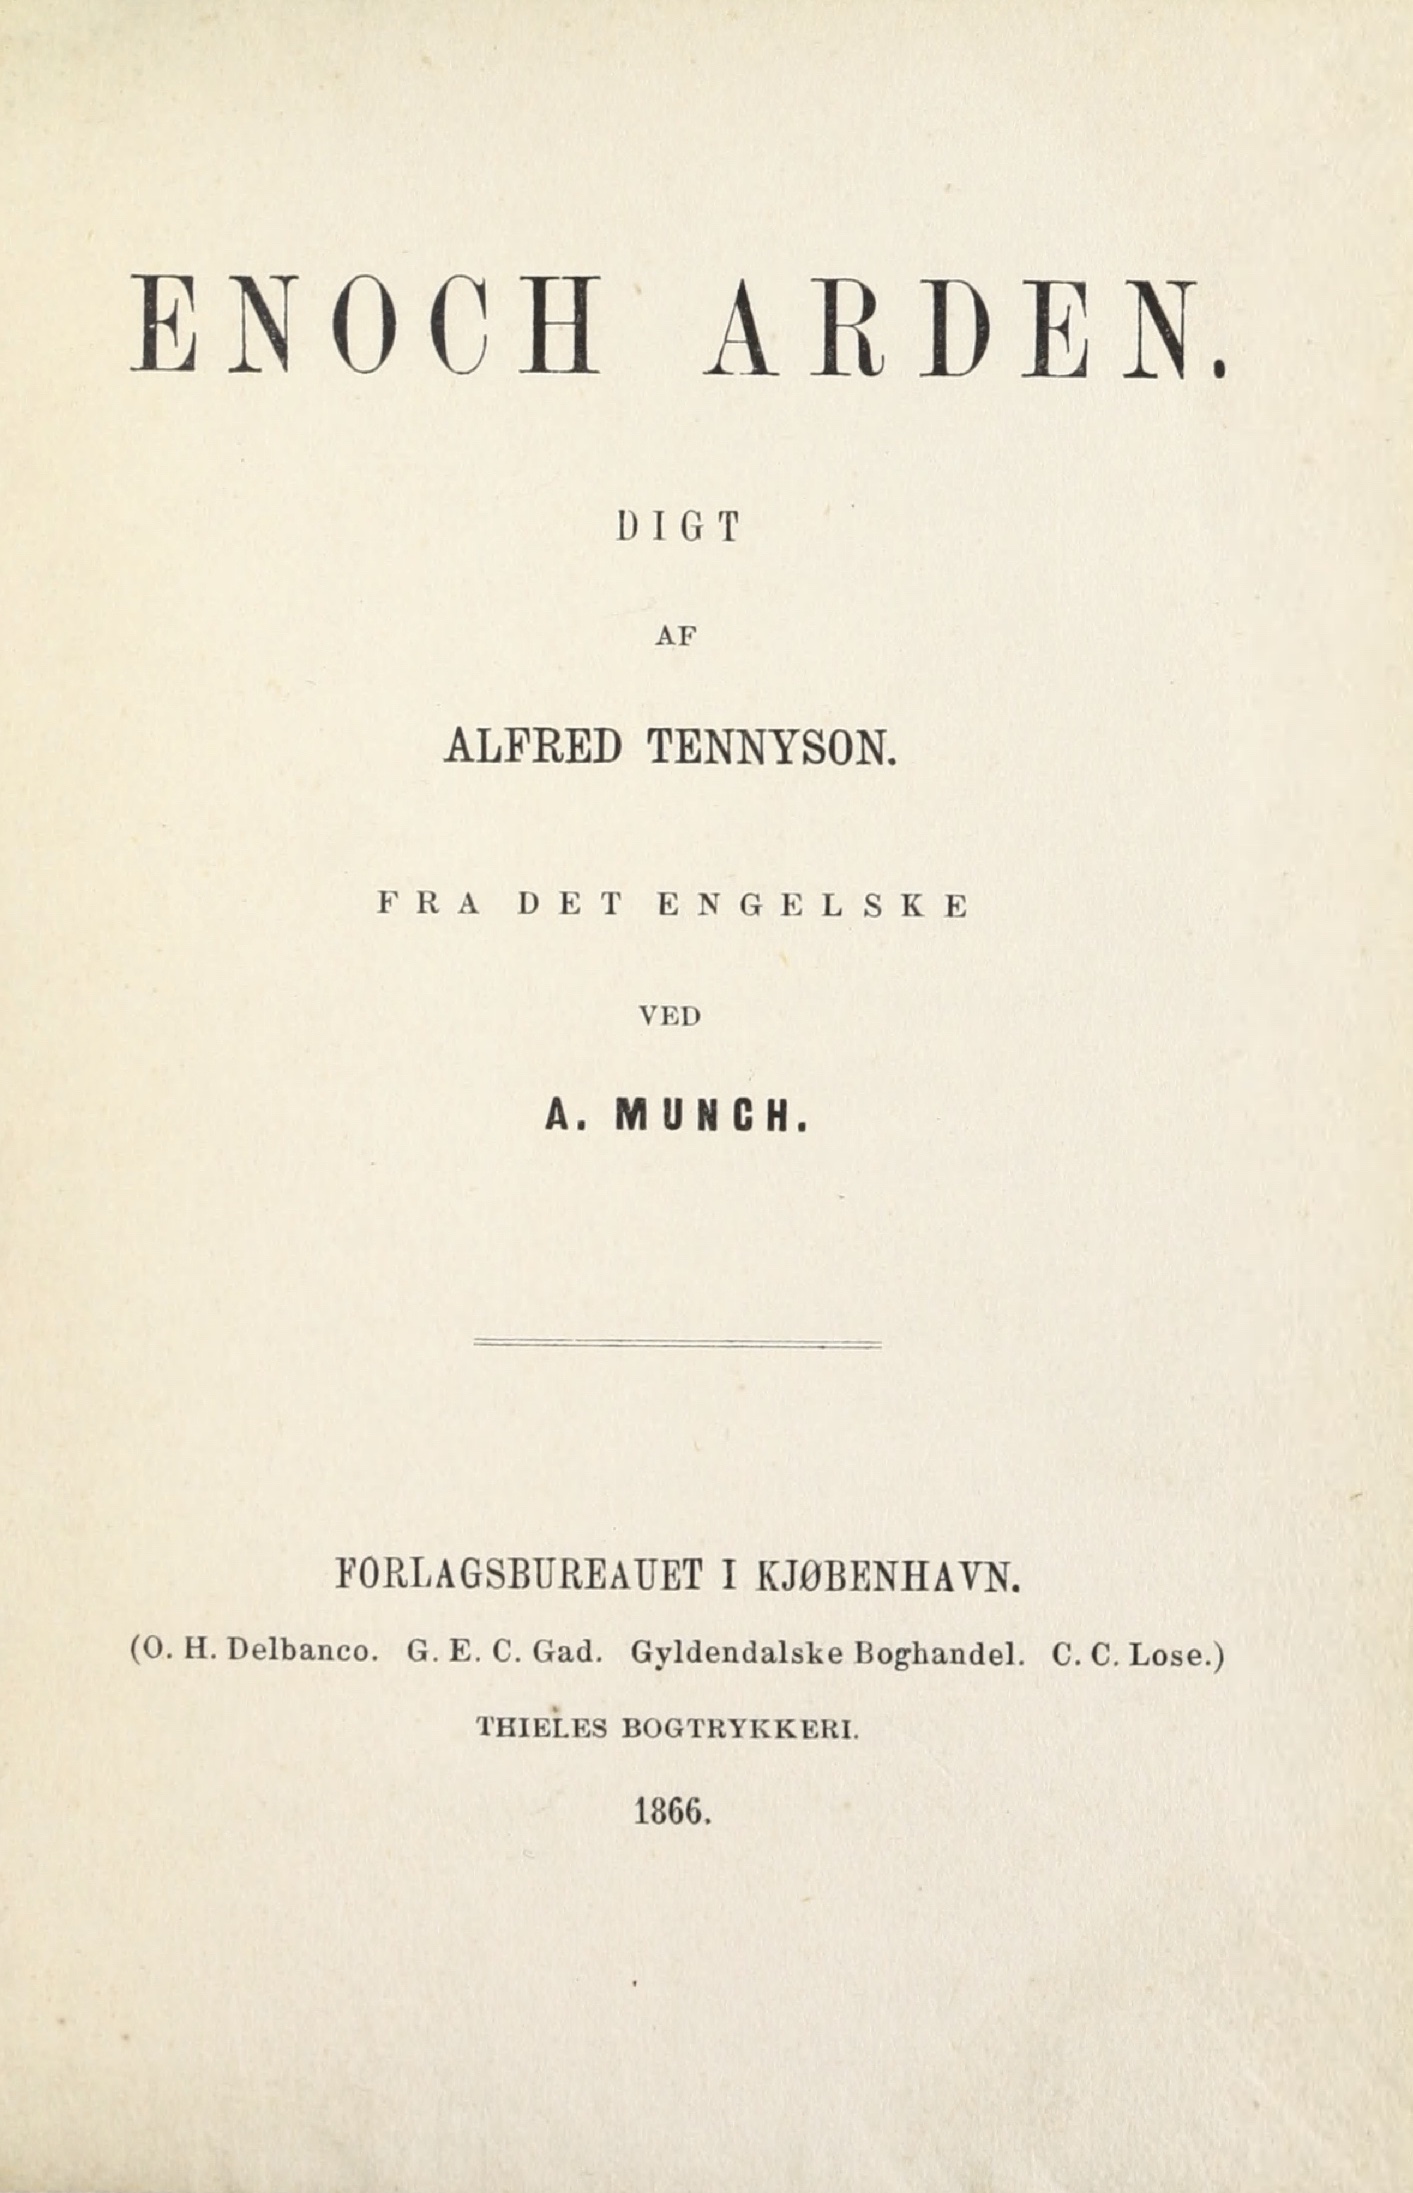 ENOCH ARDEN.
DIGT
AF
ALFRED TENNYSON.
FRA DET ENGELSKE
VED
A. MUNCH.
FORLAGSBUREAUET I KJØBENHAVN.
(O. H. Delbanco. G. E. C. Gad. Gyldendalske Boghandel. C. C. Lose.)
THIELES BOGTRYKKERI.
1866.